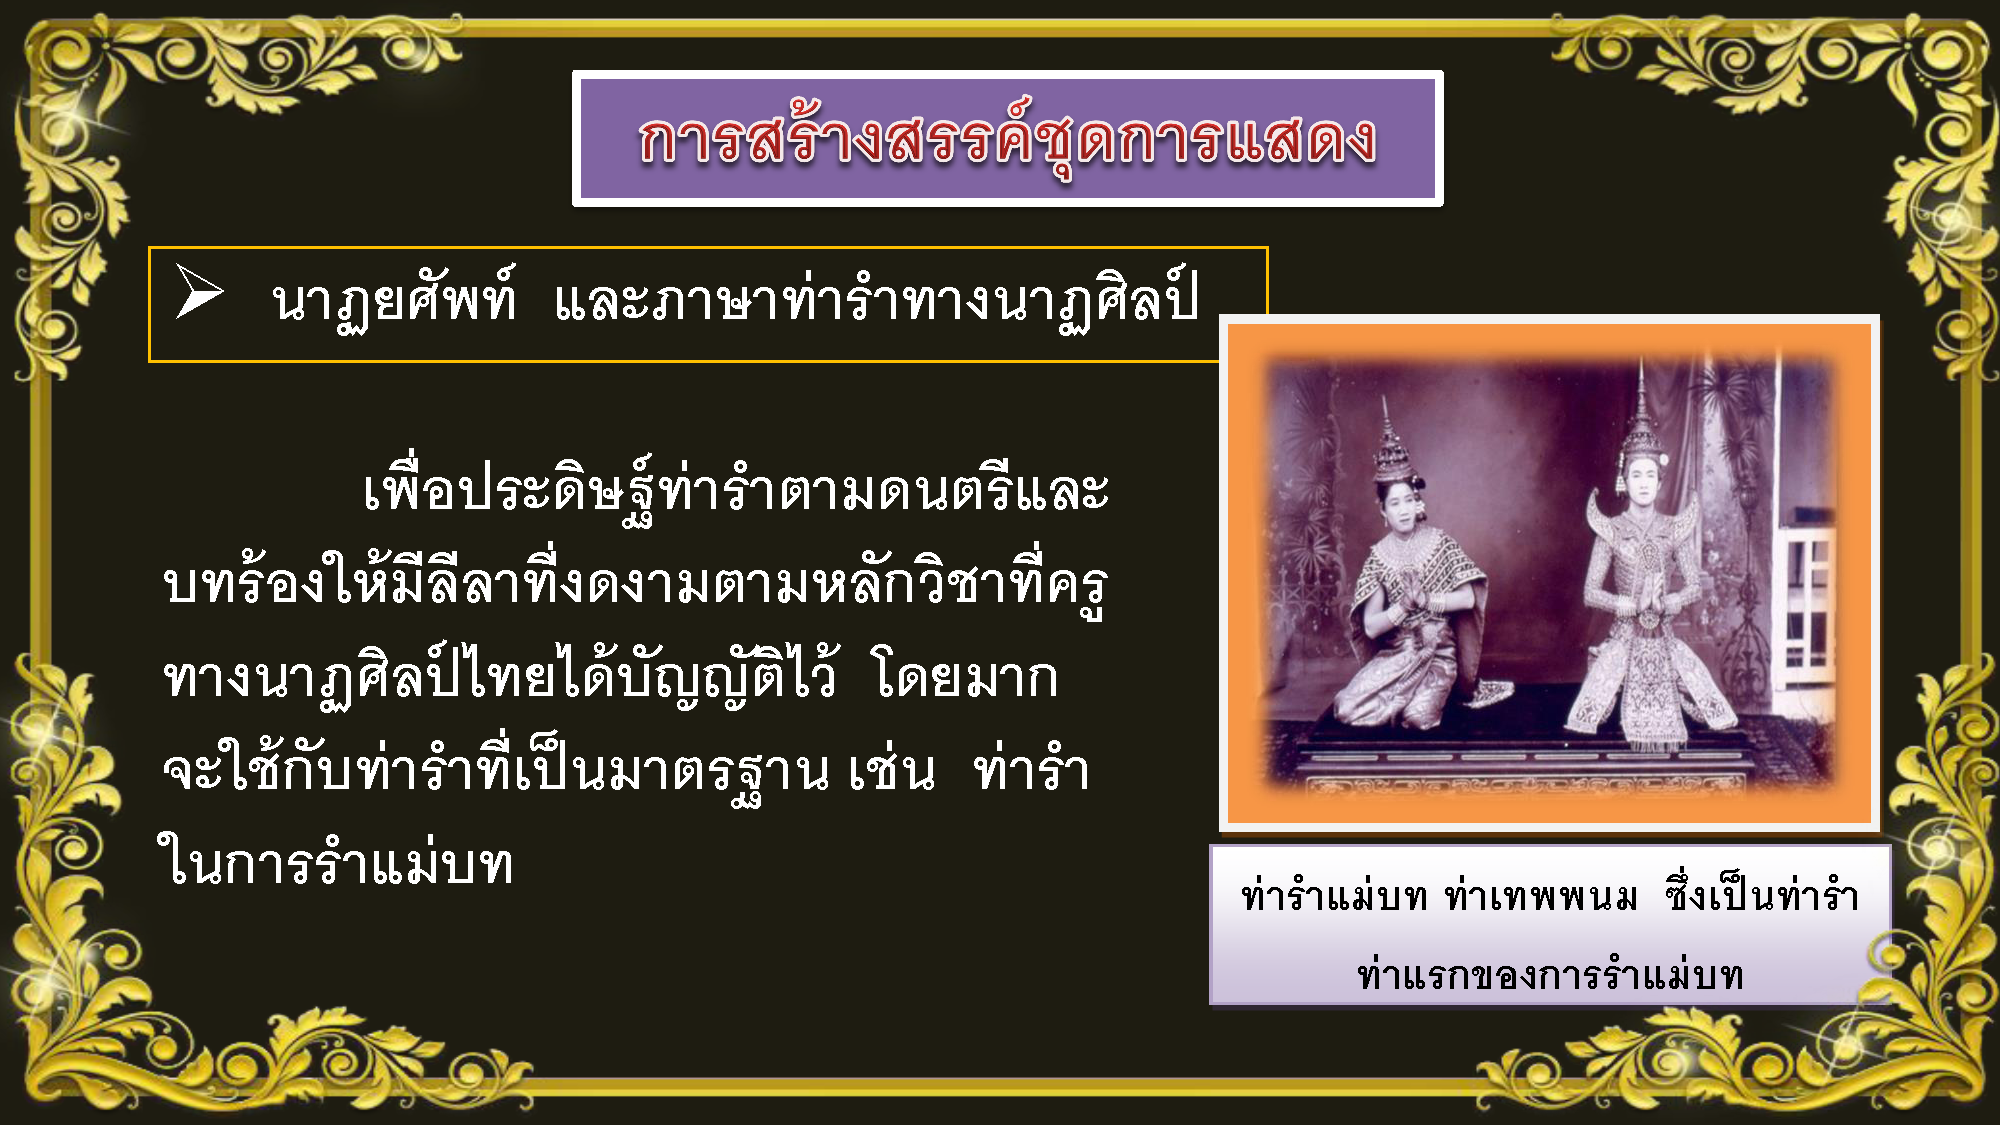 การสร้างสรรค์ชุดการแสดง
➢ นาฏยศัพท์ และภาษาท่ารำทางนาฏศิลป์
เพื่อประดิษฐ์ท่ารำตามดนตรีและ
บทร้องให้มีลีลาที่งดงามตามหลักวิชาที่ครู
ทางนาฏศิลป์ไทยได้บัญญัติไว้ โดยมาก
จะใช้กับท่ารำที่เป็นมาตรฐาน เช่น ท่ารำ
ในการรำแม่บท
ท่ารำแม่บท ท่าเทพพนม ซึ่งเป็นท่ารำ
ท่าแรกของการรำแม่บท